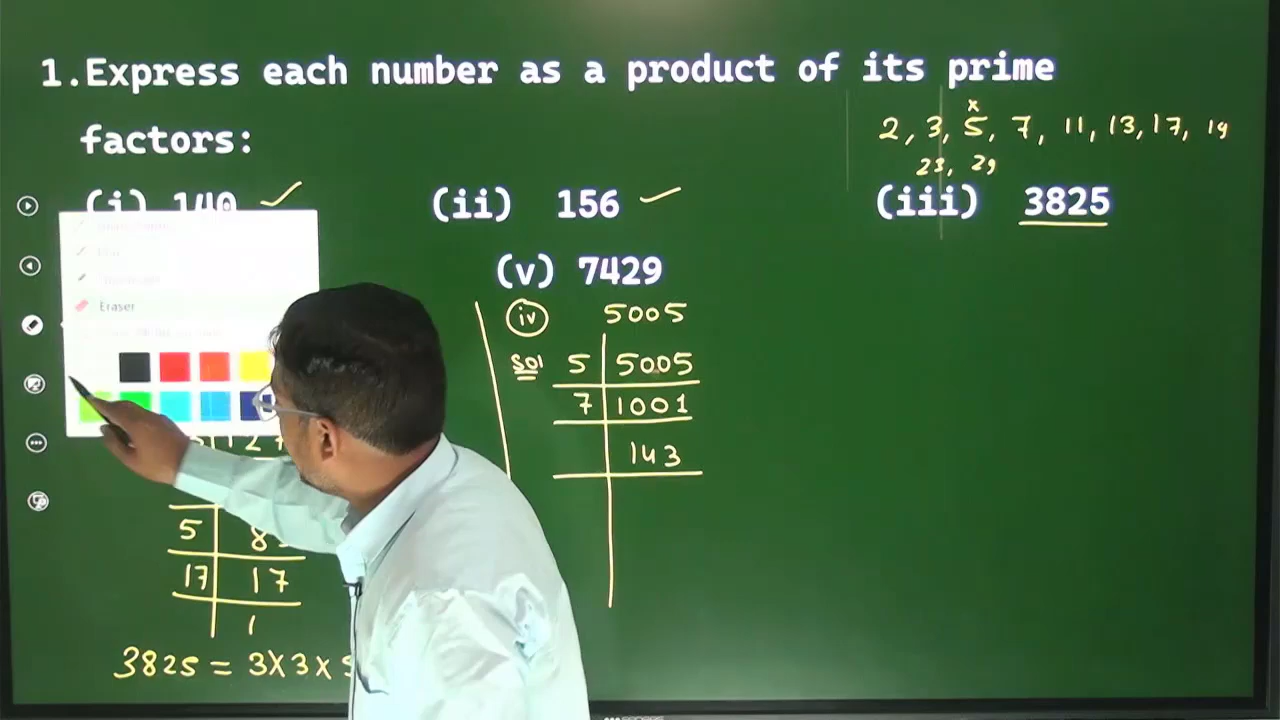 1.Express each number as a product of its prime
factors:
x
2, 3, 5, 7, 11, 13, 17, 19
23, 29
(i) 140 ✓
(ii) 156 ✓
(iii) 3825
(v) 7429
Eraser
(iv) 5005
Sol 5 5005
7 1001
143
5
17 17
1
3825 = 3 X 3 X